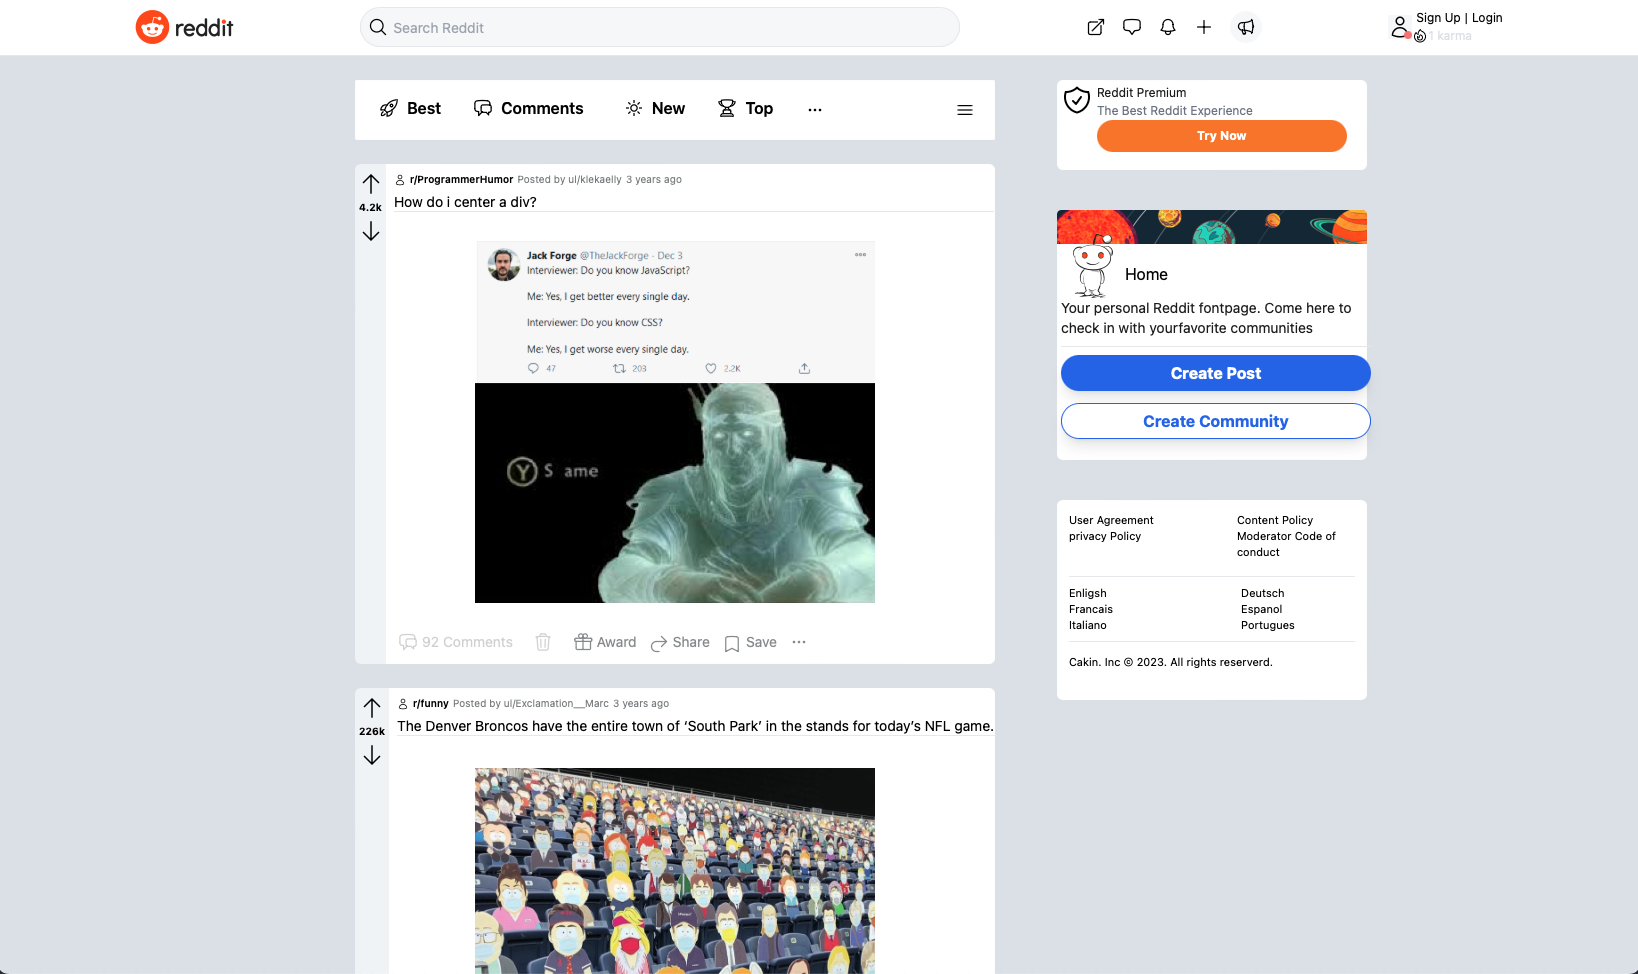 reddit
Search Reddit
Sign Up | Login
1 karma
Best
Comments
New
Top
...
r/ProgrammerHumor Posted by u/klekaelly 3 years ago
4.2k
How do i center a div?
Jack Forge @TheJackForge · Dec 3
Interviewer: Do you know JavaScript?
Me: Yes, I get better every single day.
Interviewer: Do you know CSS?
Me: Yes, I get worse every single day.
47 203 2.2K
Y S ame
92 Comments
Award
Share
Save
...
r/funny Posted by u/Exclamation__Marc 3 years ago
226k
The Denver Broncos have the entire town of ‘South Park’ in the stands for today’s NFL game.
Reddit Premium
The Best Reddit Experience
Try Now
Home
Your personal Reddit fontpage. Come here to
check in with yourfavorite communities
Create Post
Create Community
User Agreement
privacy Policy
Content Policy
Moderator Code of
conduct
Enligsh
Francais
Italiano
Deutsch
Espanol
Portugues
Cakin. Inc © 2023. All rights reserverd.